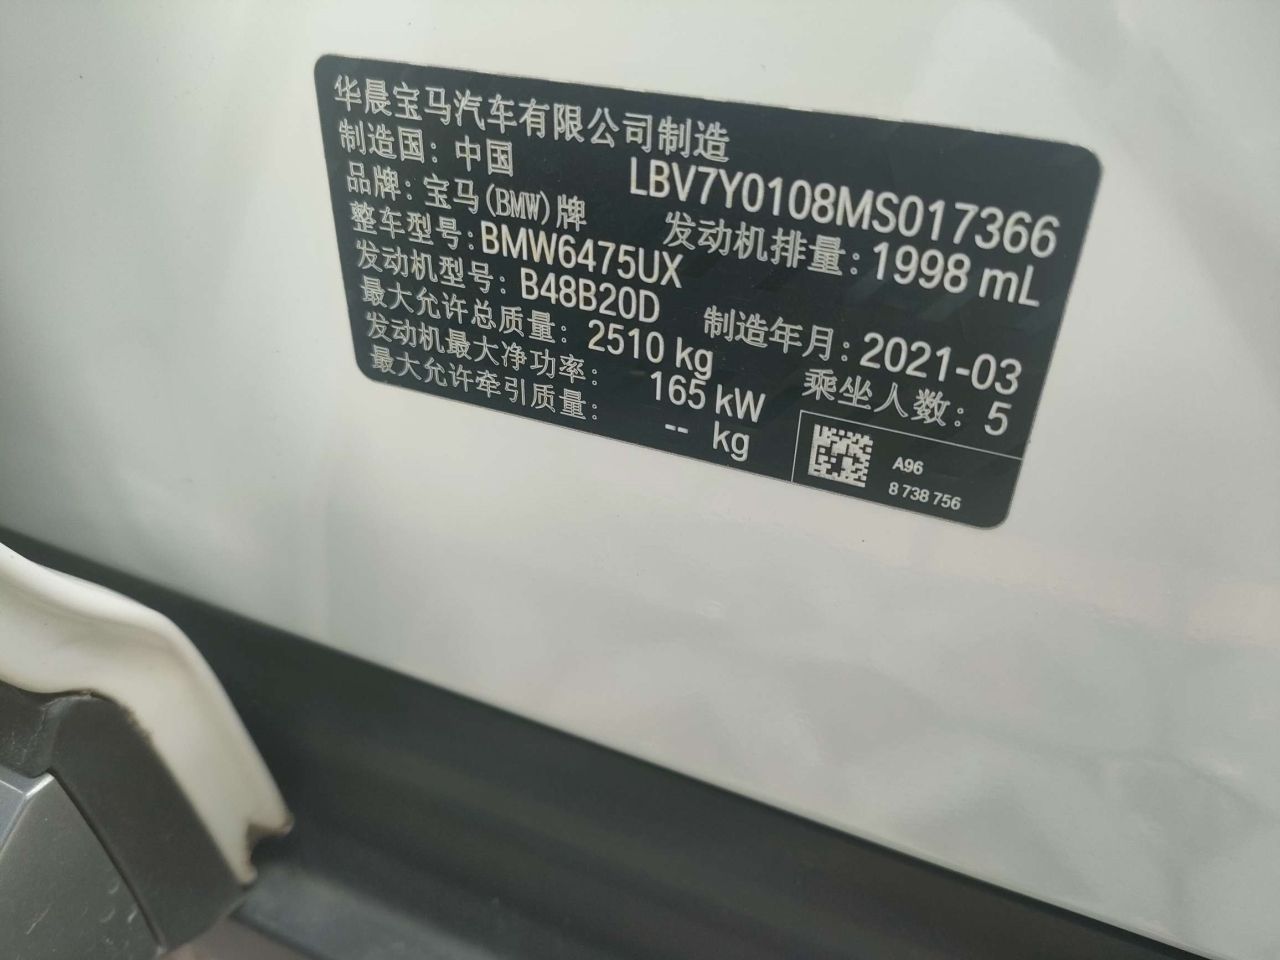 华晨宝马汽车有限公司制造
制造国：中国 LBV7Y0108MS017366
品牌：宝马(BMW)牌 发动机排量：1998 mL
整车型号：BMW6475UX
发动机型号：B48B20D 制造年月：2021-03
最大允许总质量：2510 kg 乘坐人数：5
发动机最大净功率：165 kW
最大允许牵引质量：-- kg
A96
8 738 756